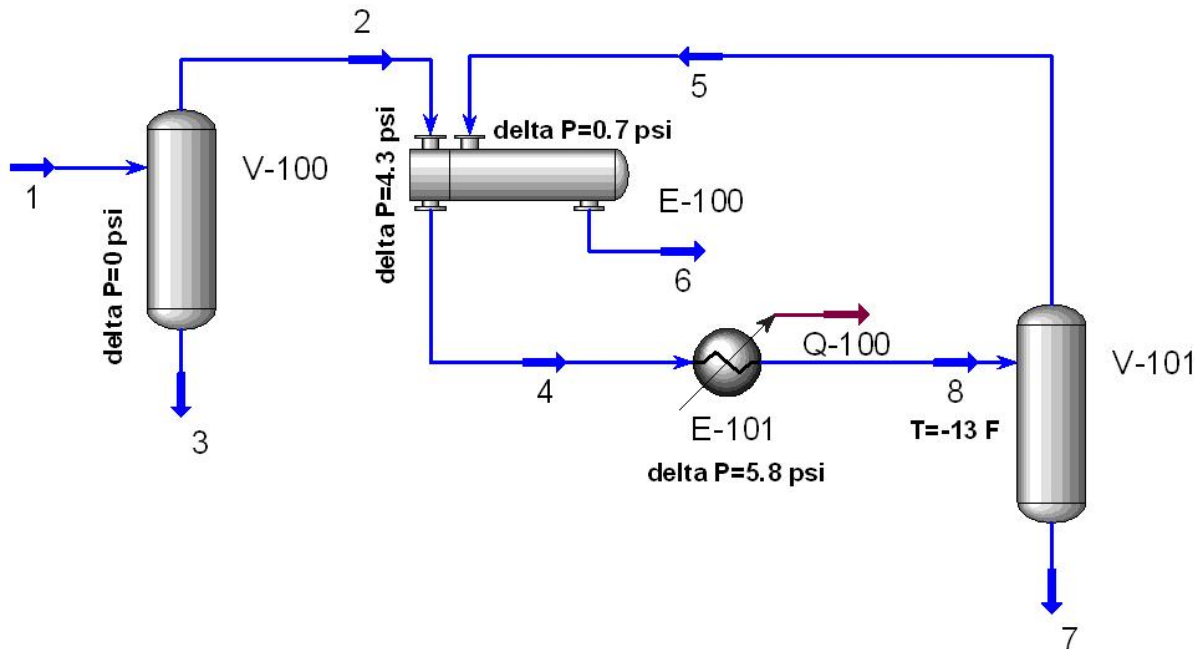 2
5
delta P=4.3 psi
delta P=0.7 psi
V-100
1
delta P=0 psi
E-100
6
Q-100
V-101
4
8
E-101
T=-13 F
3
delta P=5.8 psi
7